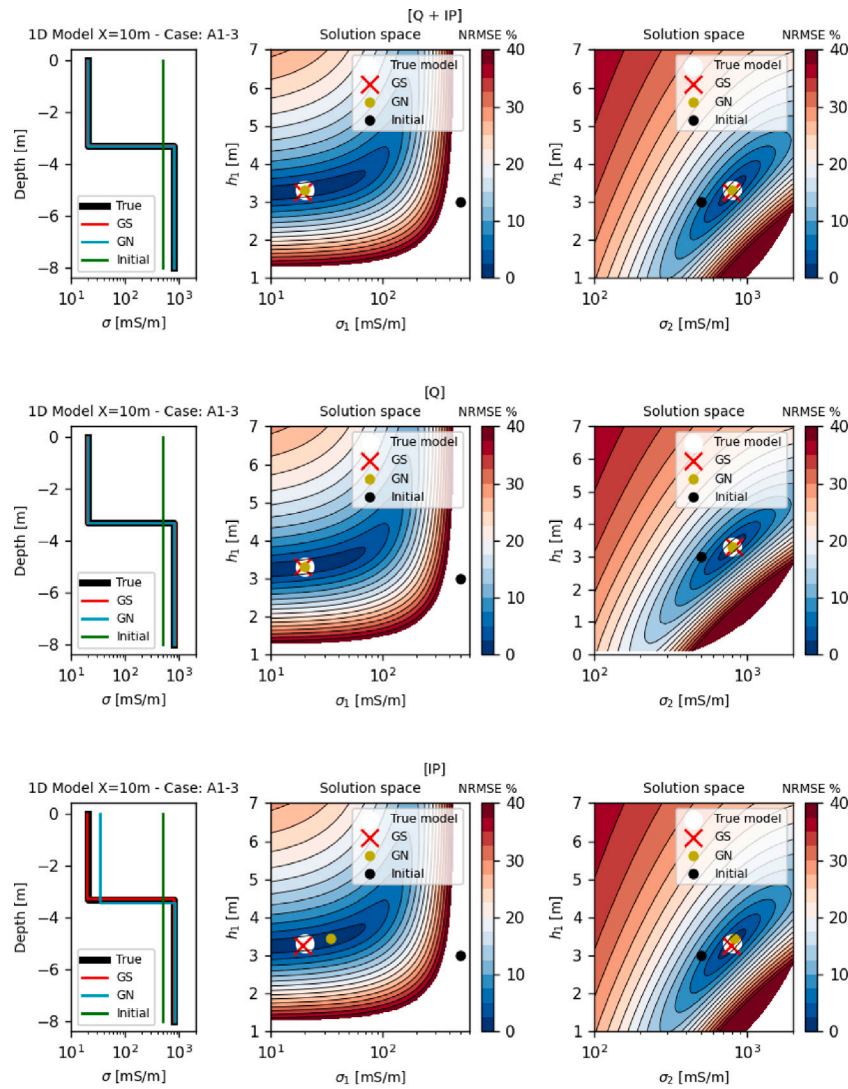 [Q + IP]
1D Model X=10m - Case: A1-3
Solution space
NRMSE %
Solution space
NRMSE %
0
−2
−4
−6
−8
Depth [m]
True
GS
GN
Initial
10¹ 10² 10³
σ [mS/m]
7
6
5
4
3
2
1
h₁ [m]
True model
GS
GN
Initial
10¹ 10²
σ₁ [mS/m]
40
30
20
10
0
7
6
5
4
3
2
1
h₁ [m]
True model
GS
GN
Initial
10² 10³
σ₂ [mS/m]
40
30
20
10
0
[Q]
1D Model X=10m - Case: A1-3
Solution space
NRMSE %
Solution space
NRMSE %
0
−2
−4
−6
−8
Depth [m]
True
GS
GN
Initial
10¹ 10² 10³
σ [mS/m]
7
6
5
4
3
2
1
h₁ [m]
True model
GS
GN
Initial
10¹ 10²
σ₁ [mS/m]
40
30
20
10
0
7
6
5
4
3
2
1
0
h₁ [m]
True model
GS
GN
Initial
10² 10³
σ₂ [mS/m]
40
30
20
10
0
[IP]
1D Model X=10m - Case: A1-3
Solution space
NRMSE %
Solution space
NRMSE %
0
−2
−4
−6
−8
Depth [m]
True
GS
GN
Initial
10¹ 10² 10³
σ [mS/m]
7
6
5
4
3
2
1
h₁ [m]
True model
GS
GN
Initial
10¹ 10²
σ₁ [mS/m]
40
30
20
10
0
7
6
5
4
3
2
1
h₁ [m]
True model
GS
GN
Initial
10² 10³
σ₂ [mS/m]
40
30
20
10
0